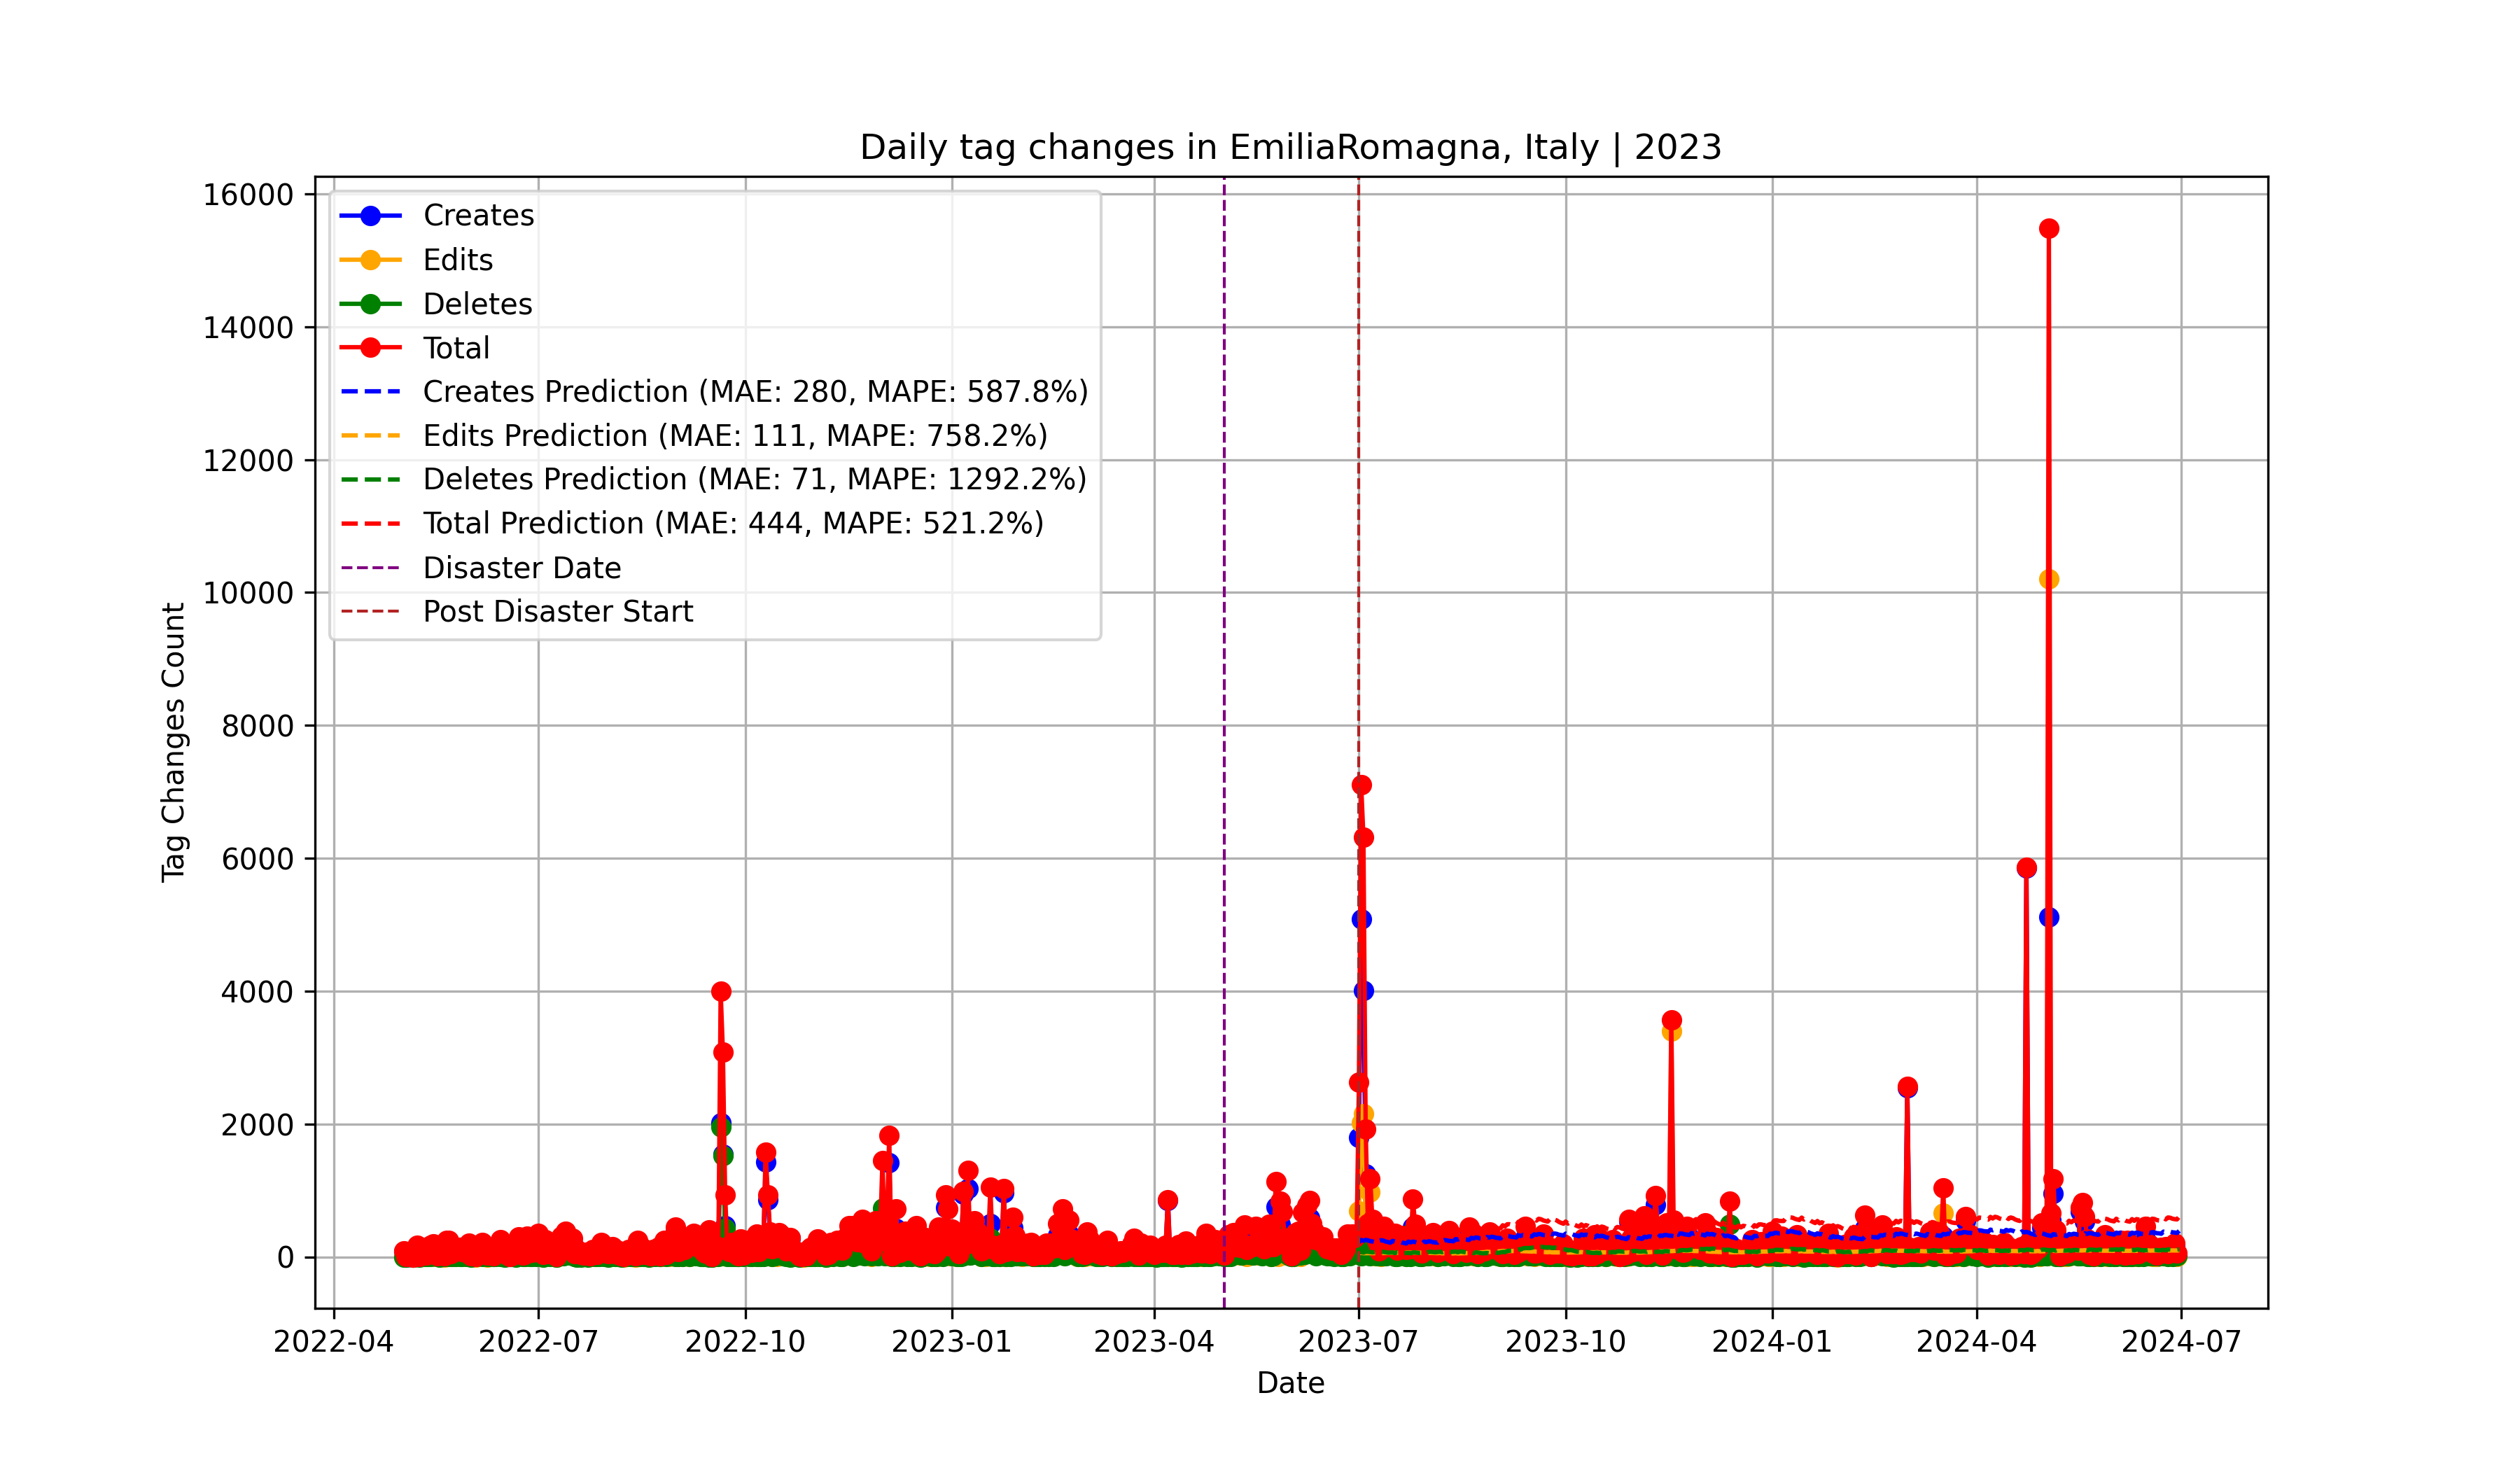 Daily tag changes in EmiliaRomagna, Italy | 2023
16000
14000
12000
10000
8000
6000
4000
2000
0
Tag Changes Count
Creates
Edits
Deletes
Total
Creates Prediction (MAE: 280, MAPE: 587.8%)
Edits Prediction (MAE: 111, MAPE: 758.2%)
Deletes Prediction (MAE: 71, MAPE: 1292.2%)
Total Prediction (MAE: 444, MAPE: 521.2%)
Disaster Date
Post Disaster Start
2022-04 2022-07 2022-10 2023-01 2023-04 2023-07 2023-10 2024-01 2024-04 2024-07
Date